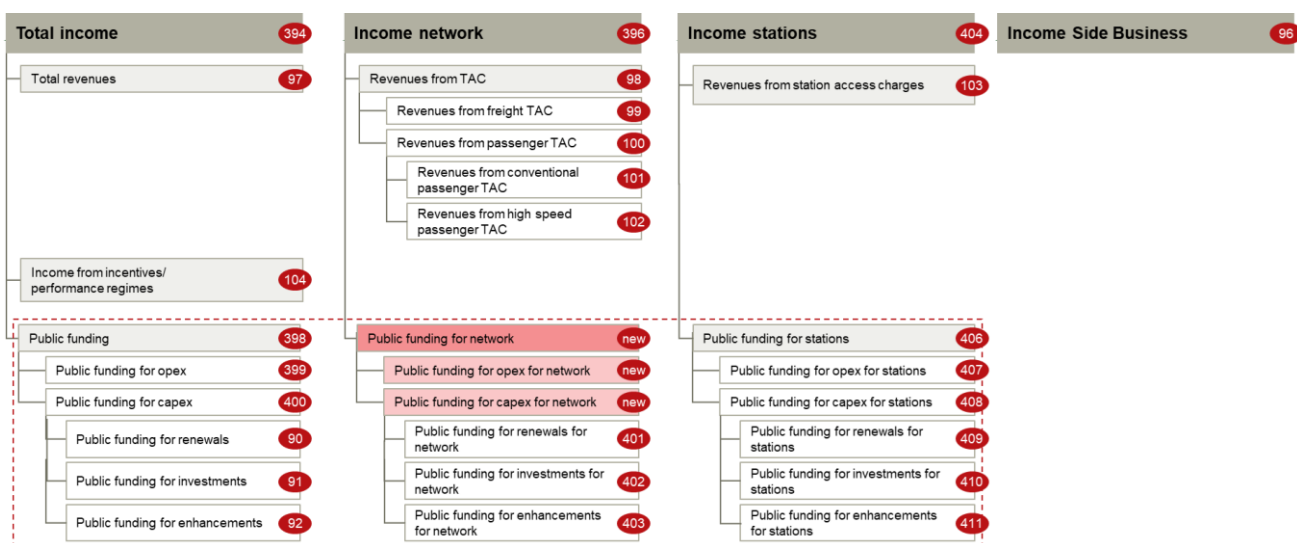 Total income 394
Total revenues 97
Income from incentives/
performance regimes 104
Public funding 398
Public funding for opex 399
Public funding for capex 400
Public funding for renewals 90
Public funding for investments 91
Public funding for enhancements 92
Income network 396
Revenues from TAC 98
Revenues from freight TAC 99
Revenues from passenger TAC 100
Revenues from conventional
passenger TAC 101
Revenues from high speed
passenger TAC 102
Public funding for network new
Public funding for opex for network new
Public funding for capex for network new
Public funding for renewals for
network 401
Public funding for investments for
network 402
Public funding for enhancements
for network 403
Income stations 404
Revenues from station access charges 103
Public funding for stations 406
Public funding for opex for stations 407
Public funding for capex for stations 408
Public funding for renewals for
stations 409
Public funding for investments for
stations 410
Public funding for enhancements
for stations 411
Income Side Business 96